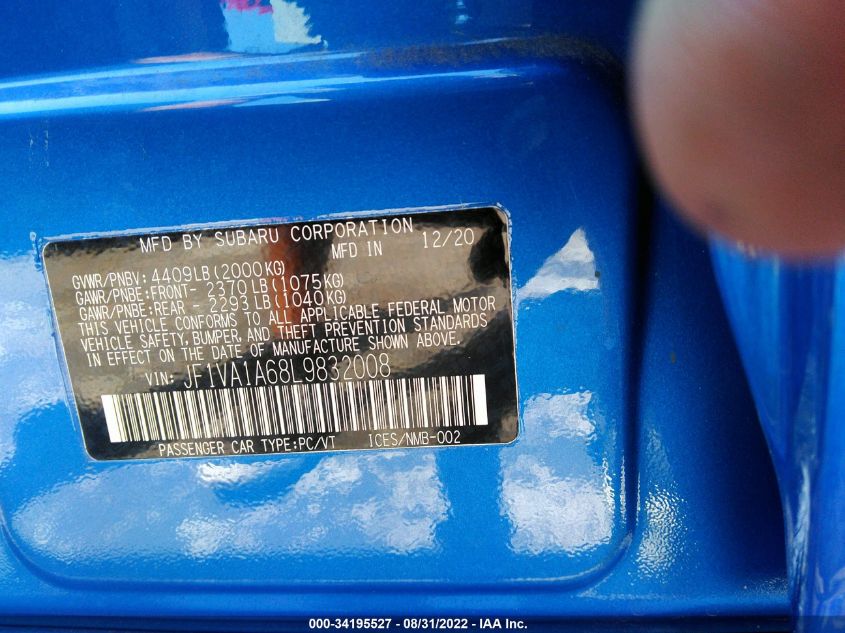 MFD BY SUBARU CORPORATION
MFD IN 12/20
GVWR/PNBV: 4409LB(2000KG)
GAWR/PNBE:FRONT- 2370LB(1075KG)
GAWR/PNBE:REAR - 2293LB(1040KG)
THIS VEHICLE CONFORMS TO ALL APPLICABLE FEDERAL MOTOR
VEHICLE SAFETY, BUMPER, AND THEFT PREVENTION STANDARDS
IN EFFECT ON THE DATE OF MANUFACTURE SHOWN ABOVE.
VIN: JF1VA1A68L9832008
PASSENGER CAR TYPE:PC/VT ICES/NMB-002
000-34195527 - 08/31/2022 - IAA Inc.